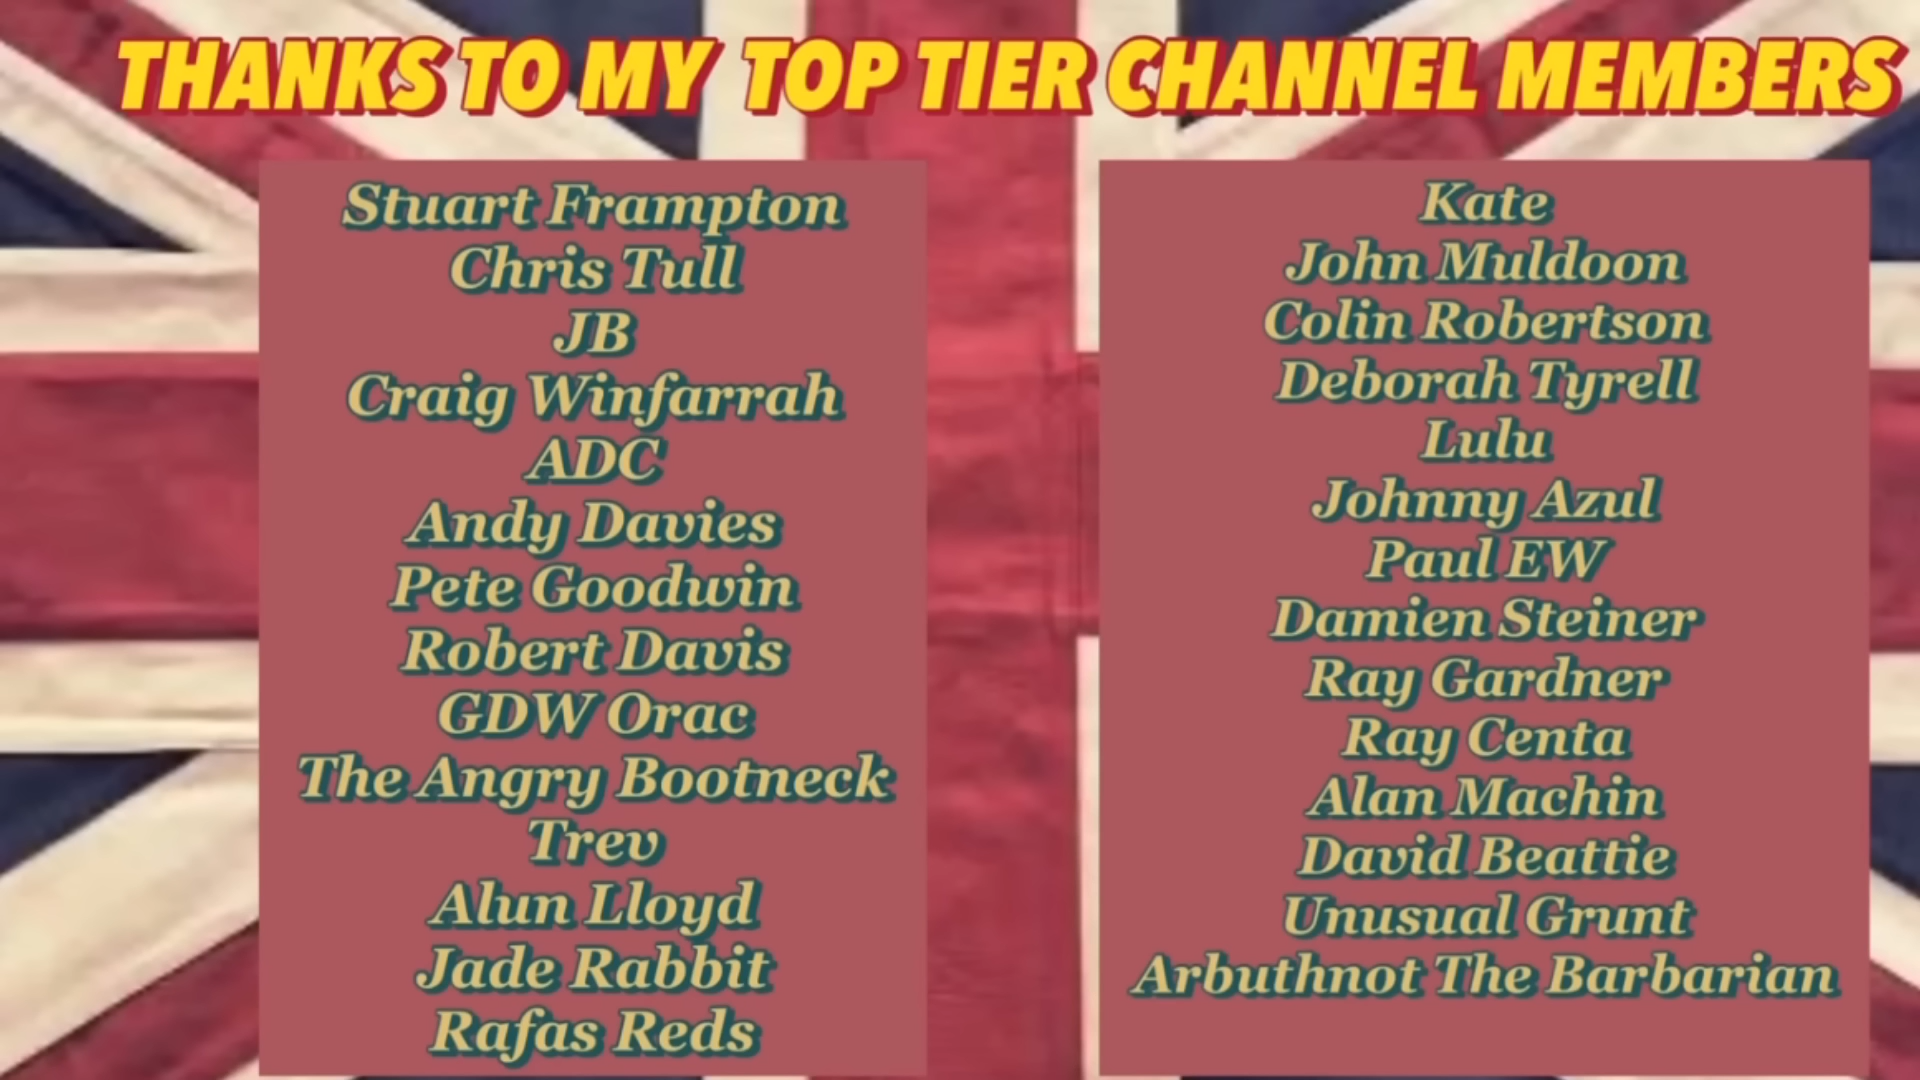 THANKS TO MY TOP TIER CHANNEL MEMBERS
Stuart Frampton
Chris Tull
JB
Craig Winfarrah
ADC
Andy Davies
Pete Goodwin
Robert Davis
GDW Orac
The Angry Bootneck
Trev
Alun Lloyd
Jade Rabbit
Rafas Reds
Kate
John Muldoon
Colin Robertson
Deborah Tyrell
Lulu
Johnny Azul
Paul EW
Damien Steiner
Ray Gardner
Ray Centa
Alan Machin
David Beattie
Unusual Grunt
Arbuthnot The Barbarian